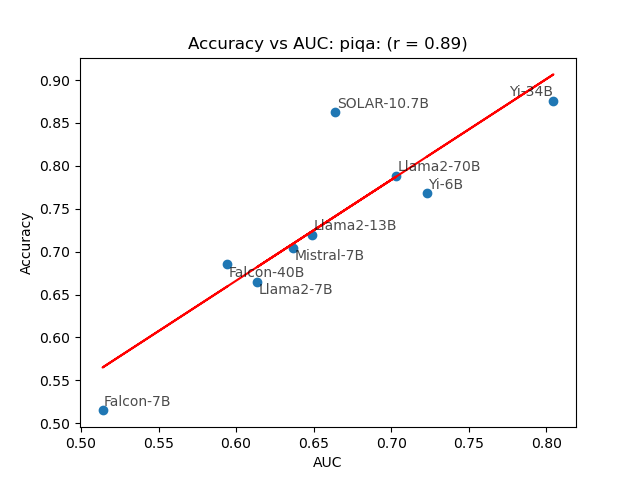 Accuracy vs AUC: piqa: (r = 0.89)
0.90
0.85
0.80
0.75
0.70
0.65
0.60
0.55
0.50
Accuracy
SOLAR-10.7B
Yi-34B
Llama2-70B
Yi-6B
Llama2-13B
Mistral-7B
Falcon-40B
Llama2-7B
Falcon-7B
0.50 0.55 0.60 0.65 0.70 0.75 0.80
AUC